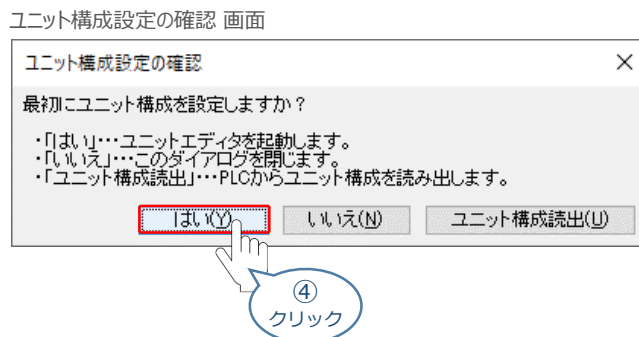 ユニット構成設定の確認 画面
ユニット構成設定の確認
最初にユニット構成を設定しますか？
・「はい」・・・ユニットエディタを起動します。
・「いいえ」・・・このダイアログを閉じます。
・「ユニット構成読出」・・・PLCからユニット構成を読み出します。
はい(Y) いいえ(N) ユニット構成読出(U)
④
クリック